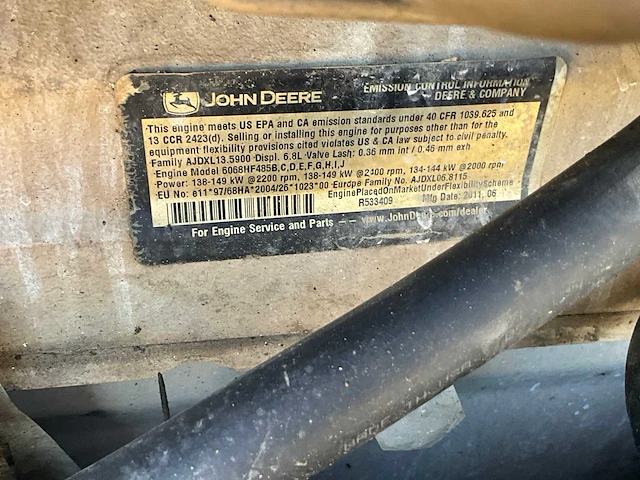 JOHN DEERE
EMISSION CONTROL INFORMATION
DEERE & COMPANY
This engine meets US EPA and CA emission standards under 40 CFR 1039.625 and
13 CCR 2423(d). Selling or installing this engine for purposes other than for the
equipment flexibility provisions cited violates US & CA law subject to civil penalty.
Family AJDXL13.5900 Displ. 6.8L Valve Lash: 0.36 mm int / 0.46 mm exh
Engine Model 6068HF485B,C,D,E,F,G,H,I,J
Power: 138-149 kW @2200 rpm, 138-149 kW @2400 rpm, 134-144 kW @2000 rpm
EU No: e11*97/68HA*2004/26*1023*00 Europe Family No. AJDXL06.8115
EnginePlacedOnMarketUnderFlexibilityScheme
R533409 Mfg Date: 2011, 06
For Engine Service and Parts -- www.JohnDeere.com/dealer